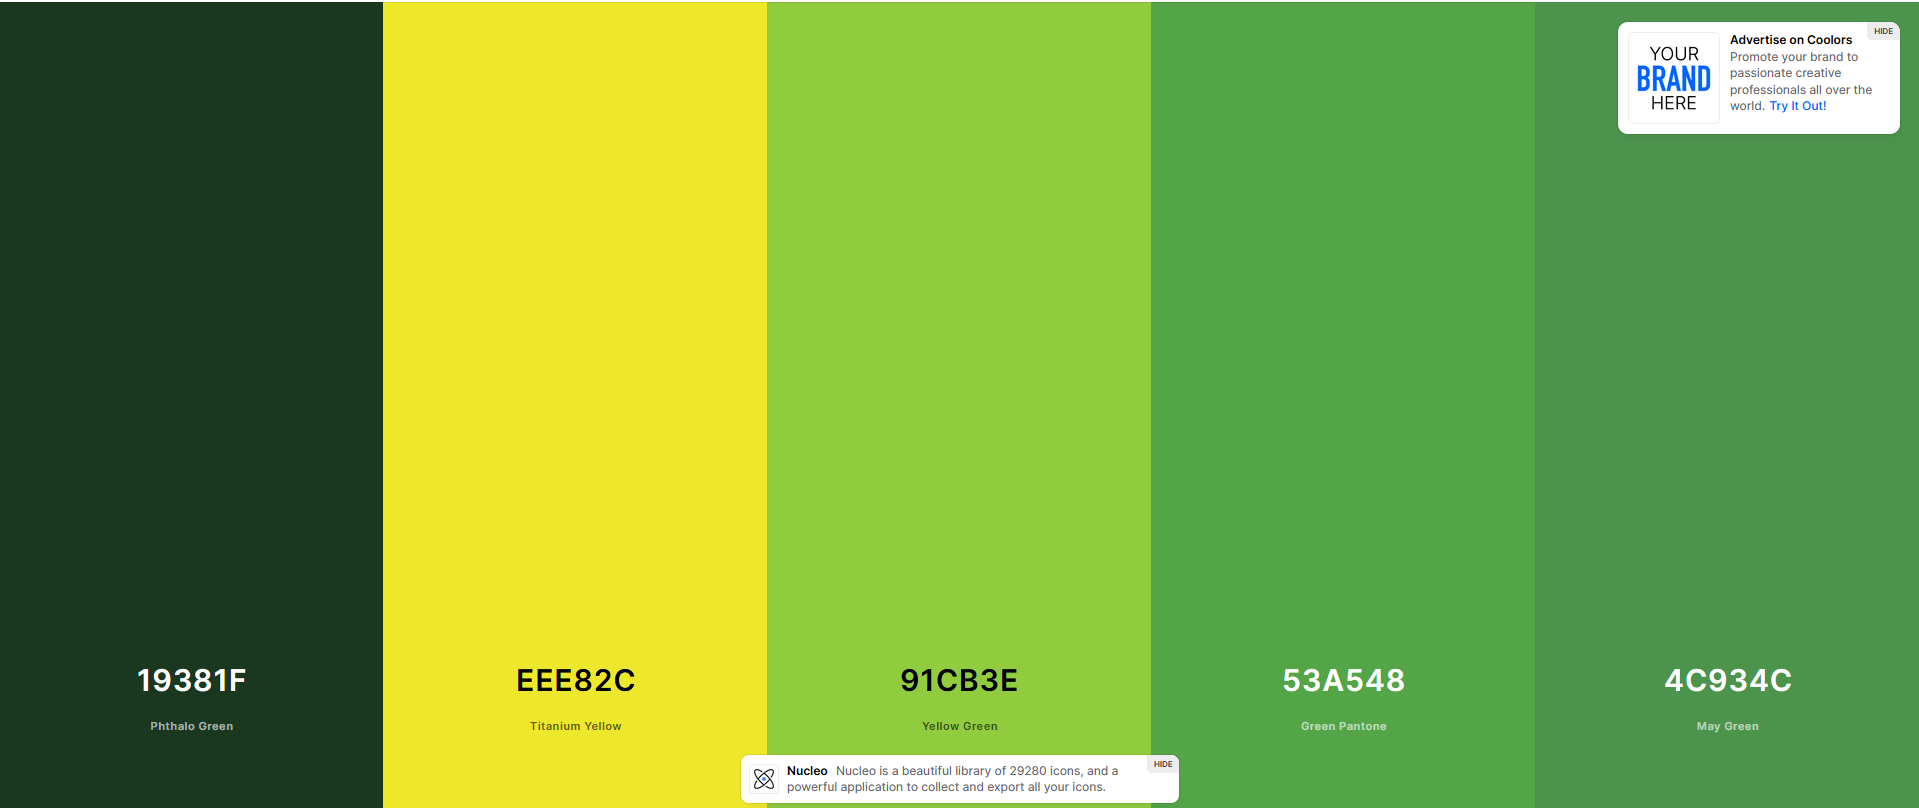 HIDE
YOUR
BRAND
HERE
Advertise on Coolors
Promote your brand to
passionate creative
professionals all over the
world. Try It Out!
19381F
Phthalo Green
EEE82C
Titanium Yellow
91CB3E
Yellow Green
53A548
Green Pantone
4C934C
May Green
HIDE
Nucleo Nucleo is a beautiful library of 29280 icons, and a
powerful application to collect and export all your icons.